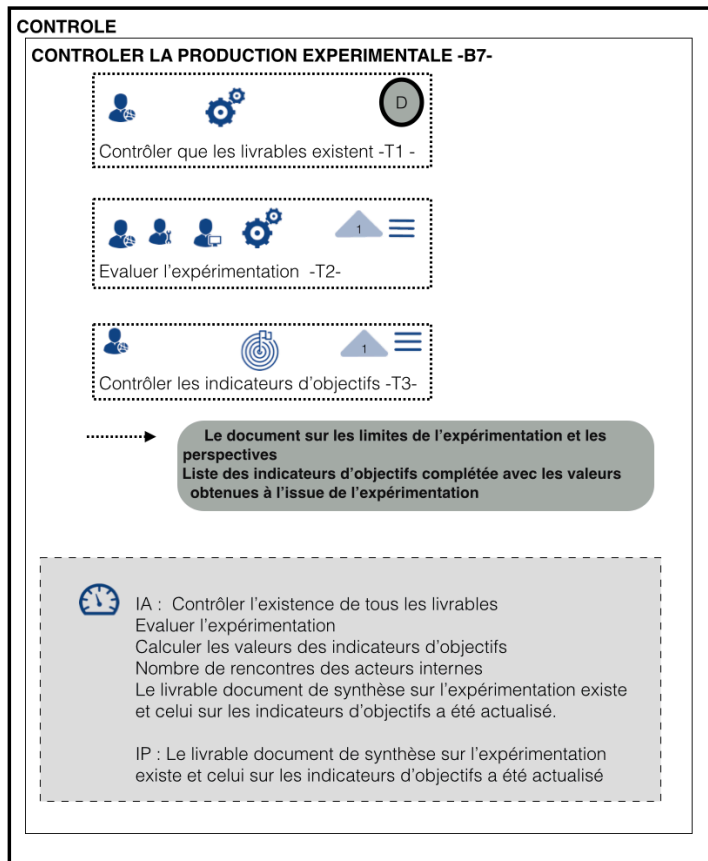 CONTROLE
CONTROLER LA PRODUCTION EXPERIMENTALE -B7-
D
Contrôler que les livrables existent -T1 -
1
Evaluer l'expérimentation -T2-
1
Contrôler les indicateurs d'objectifs -T3-
Le document sur les limites de l'expérimentation et les
perspectives
Liste des indicateurs d'objectifs complétée avec les valeurs
obtenues à l'issue de l'expérimentation
IA : Contrôler l'existence de tous les livrables
Evaluer l'expérimentation
Calculer les valeurs des indicateurs d'objectifs
Nombre de rencontres des acteurs internes
Le livrable document de synthèse sur l'expérimentation existe
et celui sur les indicateurs d'objectifs a été actualisé.
IP : Le livrable document de synthèse sur l'expérimentation
existe et celui sur les indicateurs d'objectifs a été actualisé